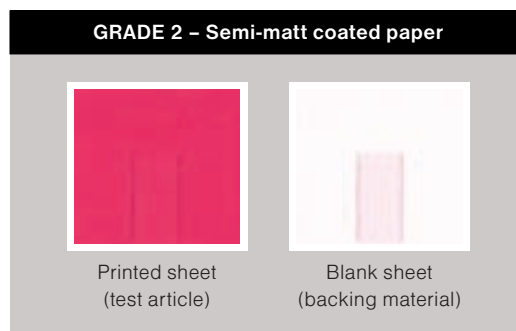 GRADE 2 – Semi-matt coated paper
Printed sheet
(test article)
Blank sheet
(backing material)